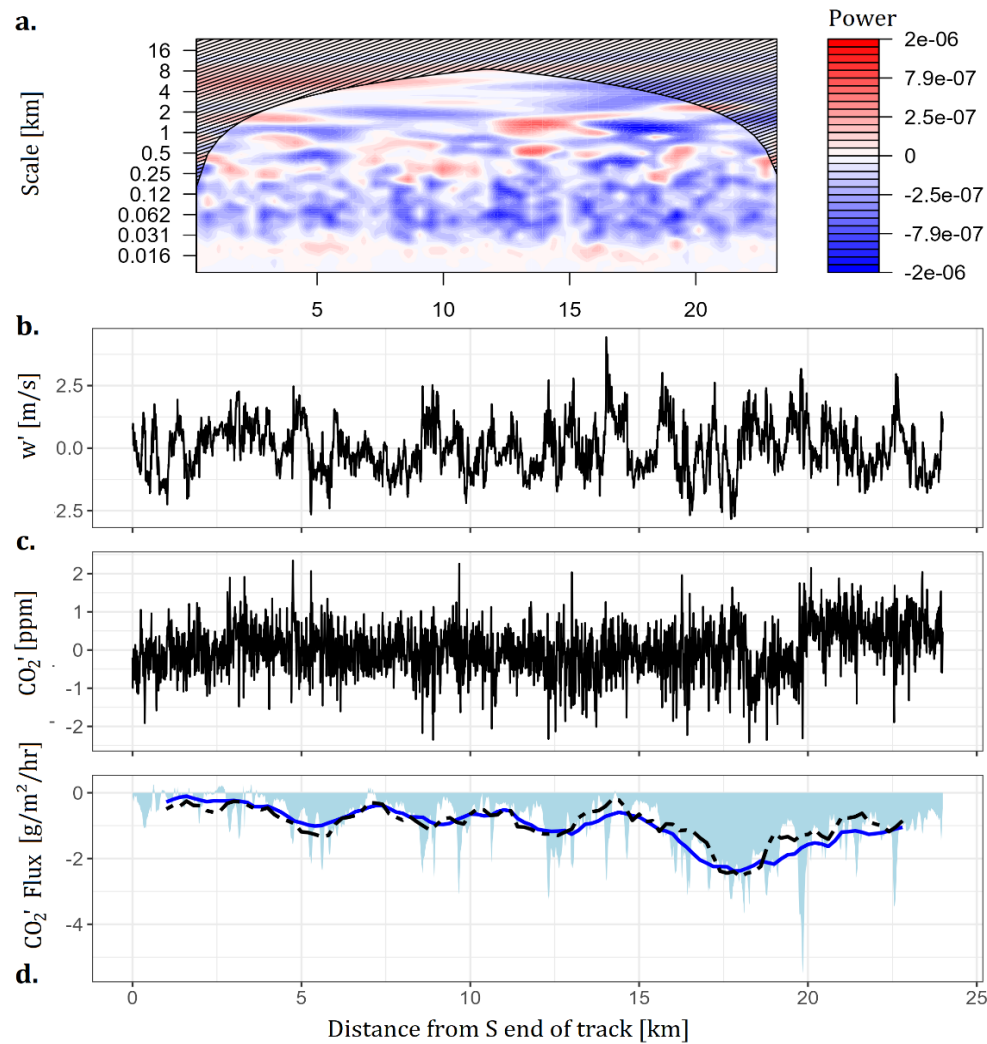 a.
Power
Scale [km]
16
8
4
2
1
0.5
0.25
0.12
0.062
0.031
0.016
5
10
15
20
2e-06
7.9e-07
2.5e-07
0
-2.5e-07
-7.9e-07
-2e-06
b.
w' [m/s]
2.5
0.0
2.5
c.
CO₂' [ppm]
2
1
0
-1
-2
CO₂' Flux [g/m²/hr]
0
-2
-4
d.
0
5
10
15
20
25
Distance from S end of track [km]